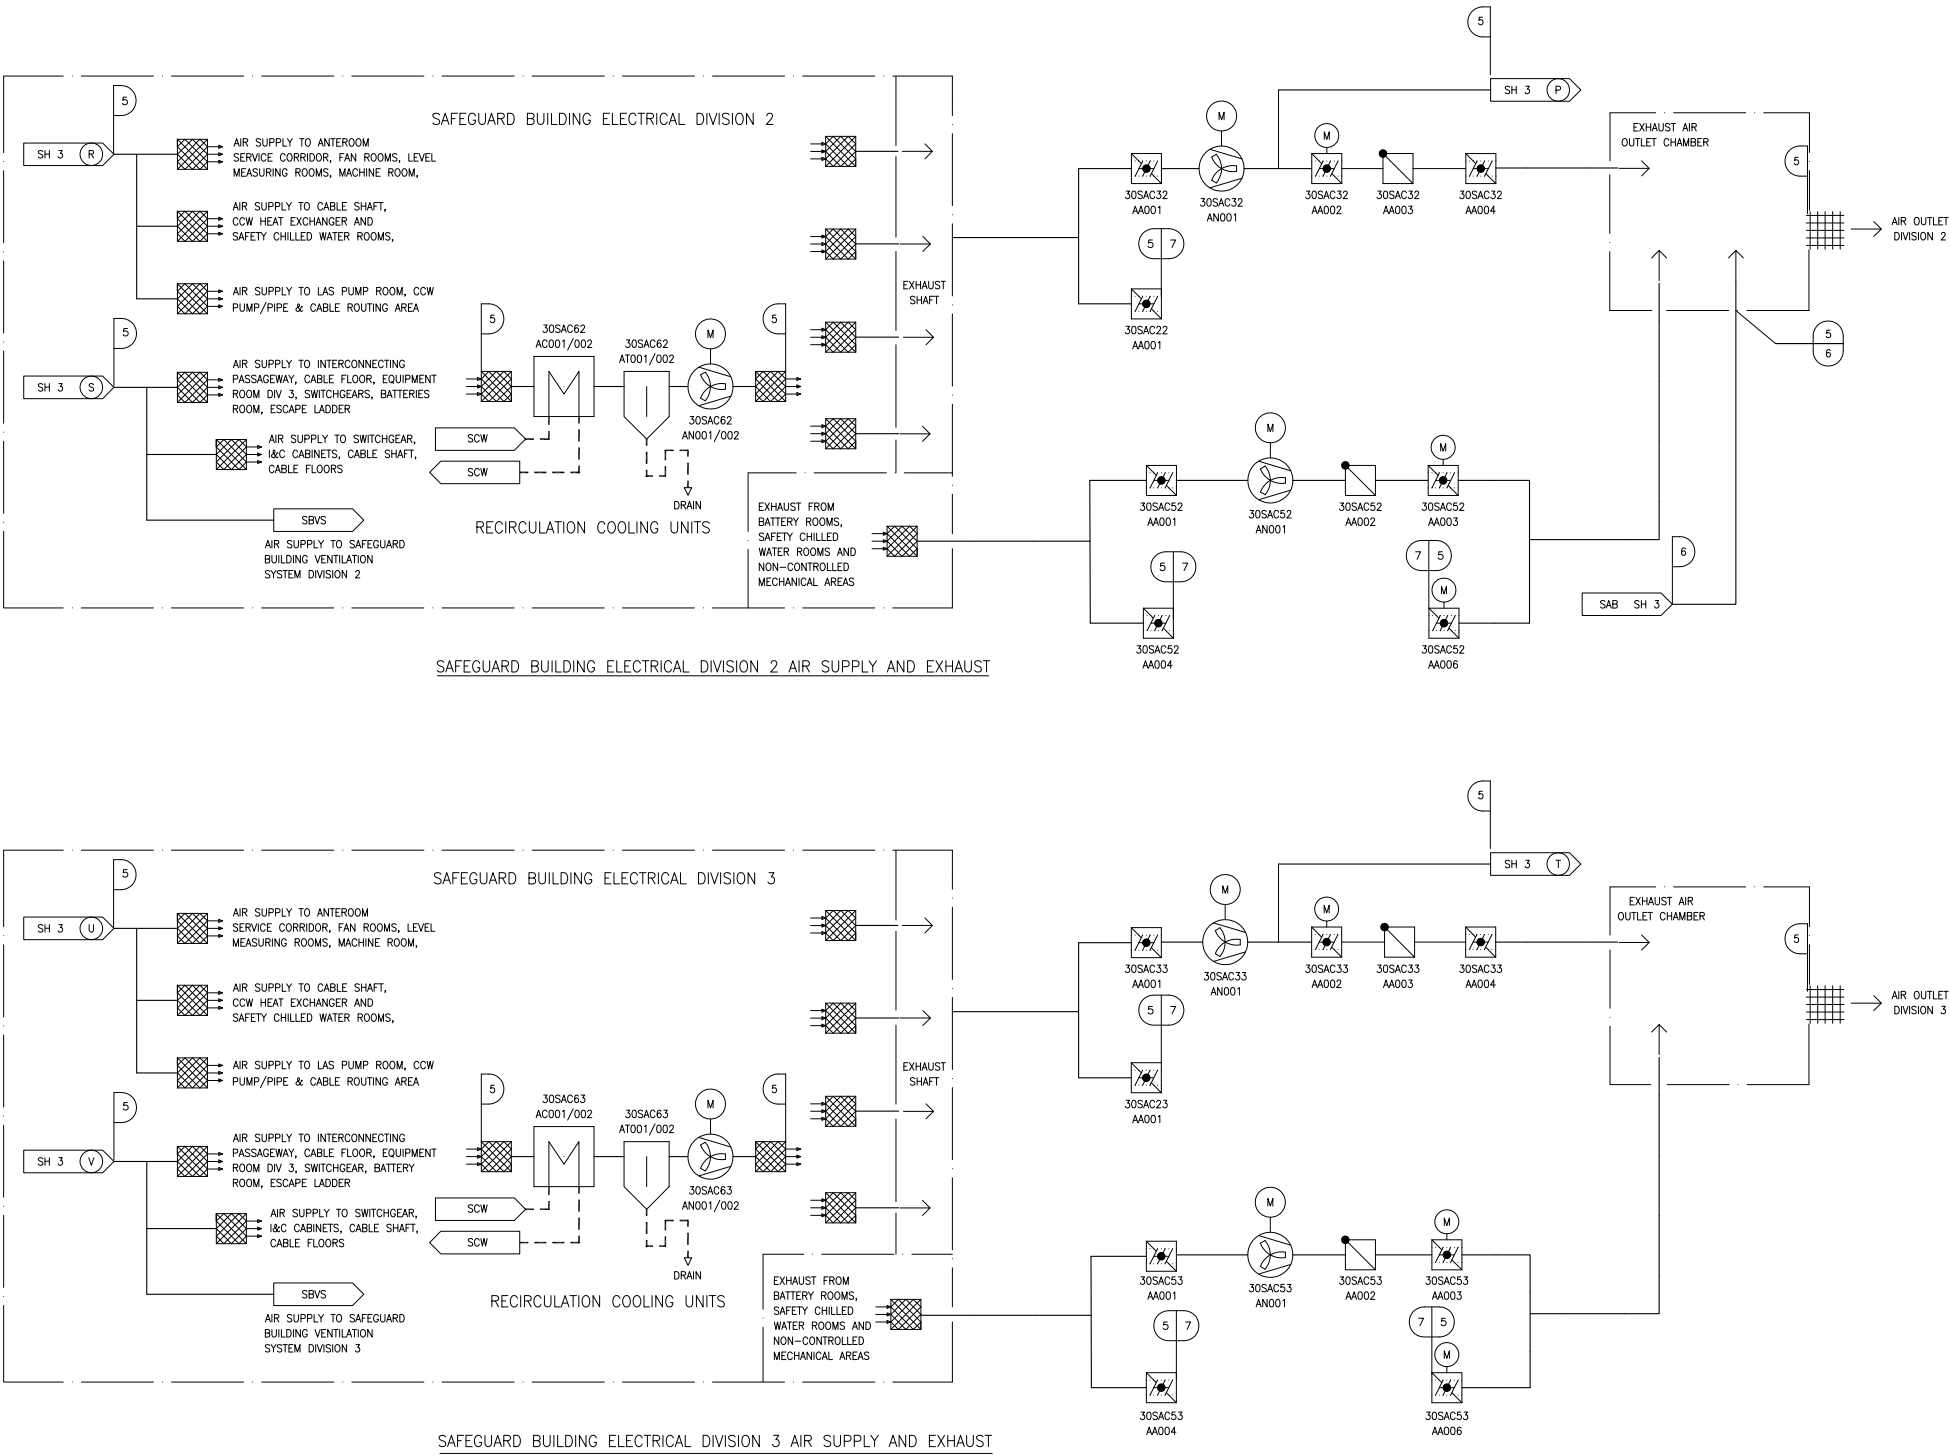 5
SH 3 P
5
SAFEGUARD BUILDING ELECTRICAL DIVISION 2
SH 3 R
AIR SUPPLY TO ANTEROOM
SERVICE CORRIDOR, FAN ROOMS, LEVEL
MEASURING ROOMS, MACHINE ROOM,
AIR SUPPLY TO CABLE SHAFT,
CCW HEAT EXCHANGER AND
SAFETY CHILLED WATER ROOMS,
AIR SUPPLY TO LAS PUMP ROOM, CCW
PUMP/PIPE & CABLE ROUTING AREA
5
SH 3 S
AIR SUPPLY TO INTERCONNECTING
PASSAGEWAY, CABLE FLOOR, EQUIPMENT
ROOM DIV 3, SWITCHGEARS, BATTERIES
ROOM, ESCAPE LADDER
AIR SUPPLY TO SWITCHGEAR,
I&C CABINETS, CABLE SHAFT,
CABLE FLOORS
SBVS
AIR SUPPLY TO SAFEGUARD
BUILDING VENTILATION
SYSTEM DIVISION 2
5
30SAC62
AC001/002
30SAC62
AT001/002
M
30SAC62
AN001/002
5
SCW
SCW
DRAIN
RECIRCULATION COOLING UNITS
EXHAUST
SHAFT
EXHAUST FROM
BATTERY ROOMS,
SAFETY CHILLED
WATER ROOMS AND
NON-CONTROLLED
MECHANICAL AREAS
30SAC32
AA001
M
30SAC32
AN001
M
30SAC32
AA002
30SAC32
AA003
30SAC32
AA004
5 7
30SAC22
AA001
EXHAUST AIR
OUTLET CHAMBER
5
AIR OUTLET
DIVISION 2
5
6
30SAC52
AA001
M
30SAC52
AN001
30SAC52
AA002
M
30SAC52
AA003
5 7
30SAC52
AA004
7 5
M
30SAC52
AA006
6
SAB SH 3
SAFEGUARD BUILDING ELECTRICAL DIVISION 2 AIR SUPPLY AND EXHAUST
5
SH 3 T
5
SAFEGUARD BUILDING ELECTRICAL DIVISION 3
SH 3 U
AIR SUPPLY TO ANTEROOM
SERVICE CORRIDOR, FAN ROOMS, LEVEL
MEASURING ROOMS, MACHINE ROOM,
AIR SUPPLY TO CABLE SHAFT,
CCW HEAT EXCHANGER AND
SAFETY CHILLED WATER ROOMS,
AIR SUPPLY TO LAS PUMP ROOM, CCW
PUMP/PIPE & CABLE ROUTING AREA
5
SH 3 V
AIR SUPPLY TO INTERCONNECTING
PASSAGEWAY, CABLE FLOOR, EQUIPMENT
ROOM DIV 3, SWITCHGEAR, BATTERY
ROOM, ESCAPE LADDER
AIR SUPPLY TO SWITCHGEAR,
I&C CABINETS, CABLE SHAFT,
CABLE FLOORS
SBVS
AIR SUPPLY TO SAFEGUARD
BUILDING VENTILATION
SYSTEM DIVISION 3
5
30SAC63
AC001/002
30SAC63
AT001/002
M
30SAC63
AN001/002
5
SCW
SCW
DRAIN
RECIRCULATION COOLING UNITS
EXHAUST
SHAFT
EXHAUST FROM
BATTERY ROOMS,
SAFETY CHILLED
WATER ROOMS AND
NON-CONTROLLED
MECHANICAL AREAS
30SAC33
AA001
M
30SAC33
AN001
M
30SAC33
AA002
30SAC33
AA003
30SAC33
AA004
5 7
30SAC23
AA001
EXHAUST AIR
OUTLET CHAMBER
5
AIR OUTLET
DIVISION 3
30SAC53
AA001
M
30SAC53
AN001
30SAC53
AA002
M
30SAC53
AA003
5 7
30SAC53
AA004
7 5
M
30SAC53
AA006
SAFEGUARD BUILDING ELECTRICAL DIVISION 3 AIR SUPPLY AND EXHAUST